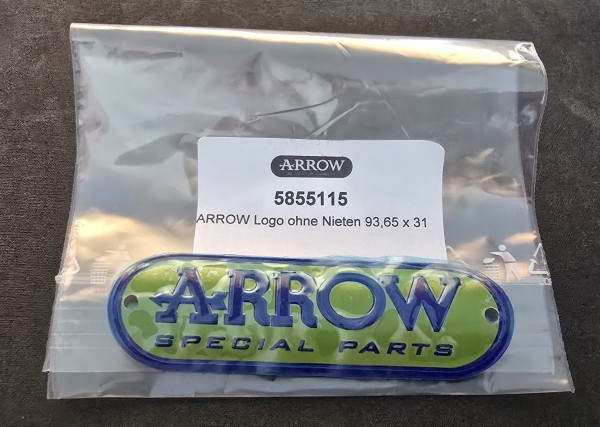 ARROW
5855115
ARROW Logo ohne Nieten 93,65 x 31
ARROW
SPECIAL PARTS